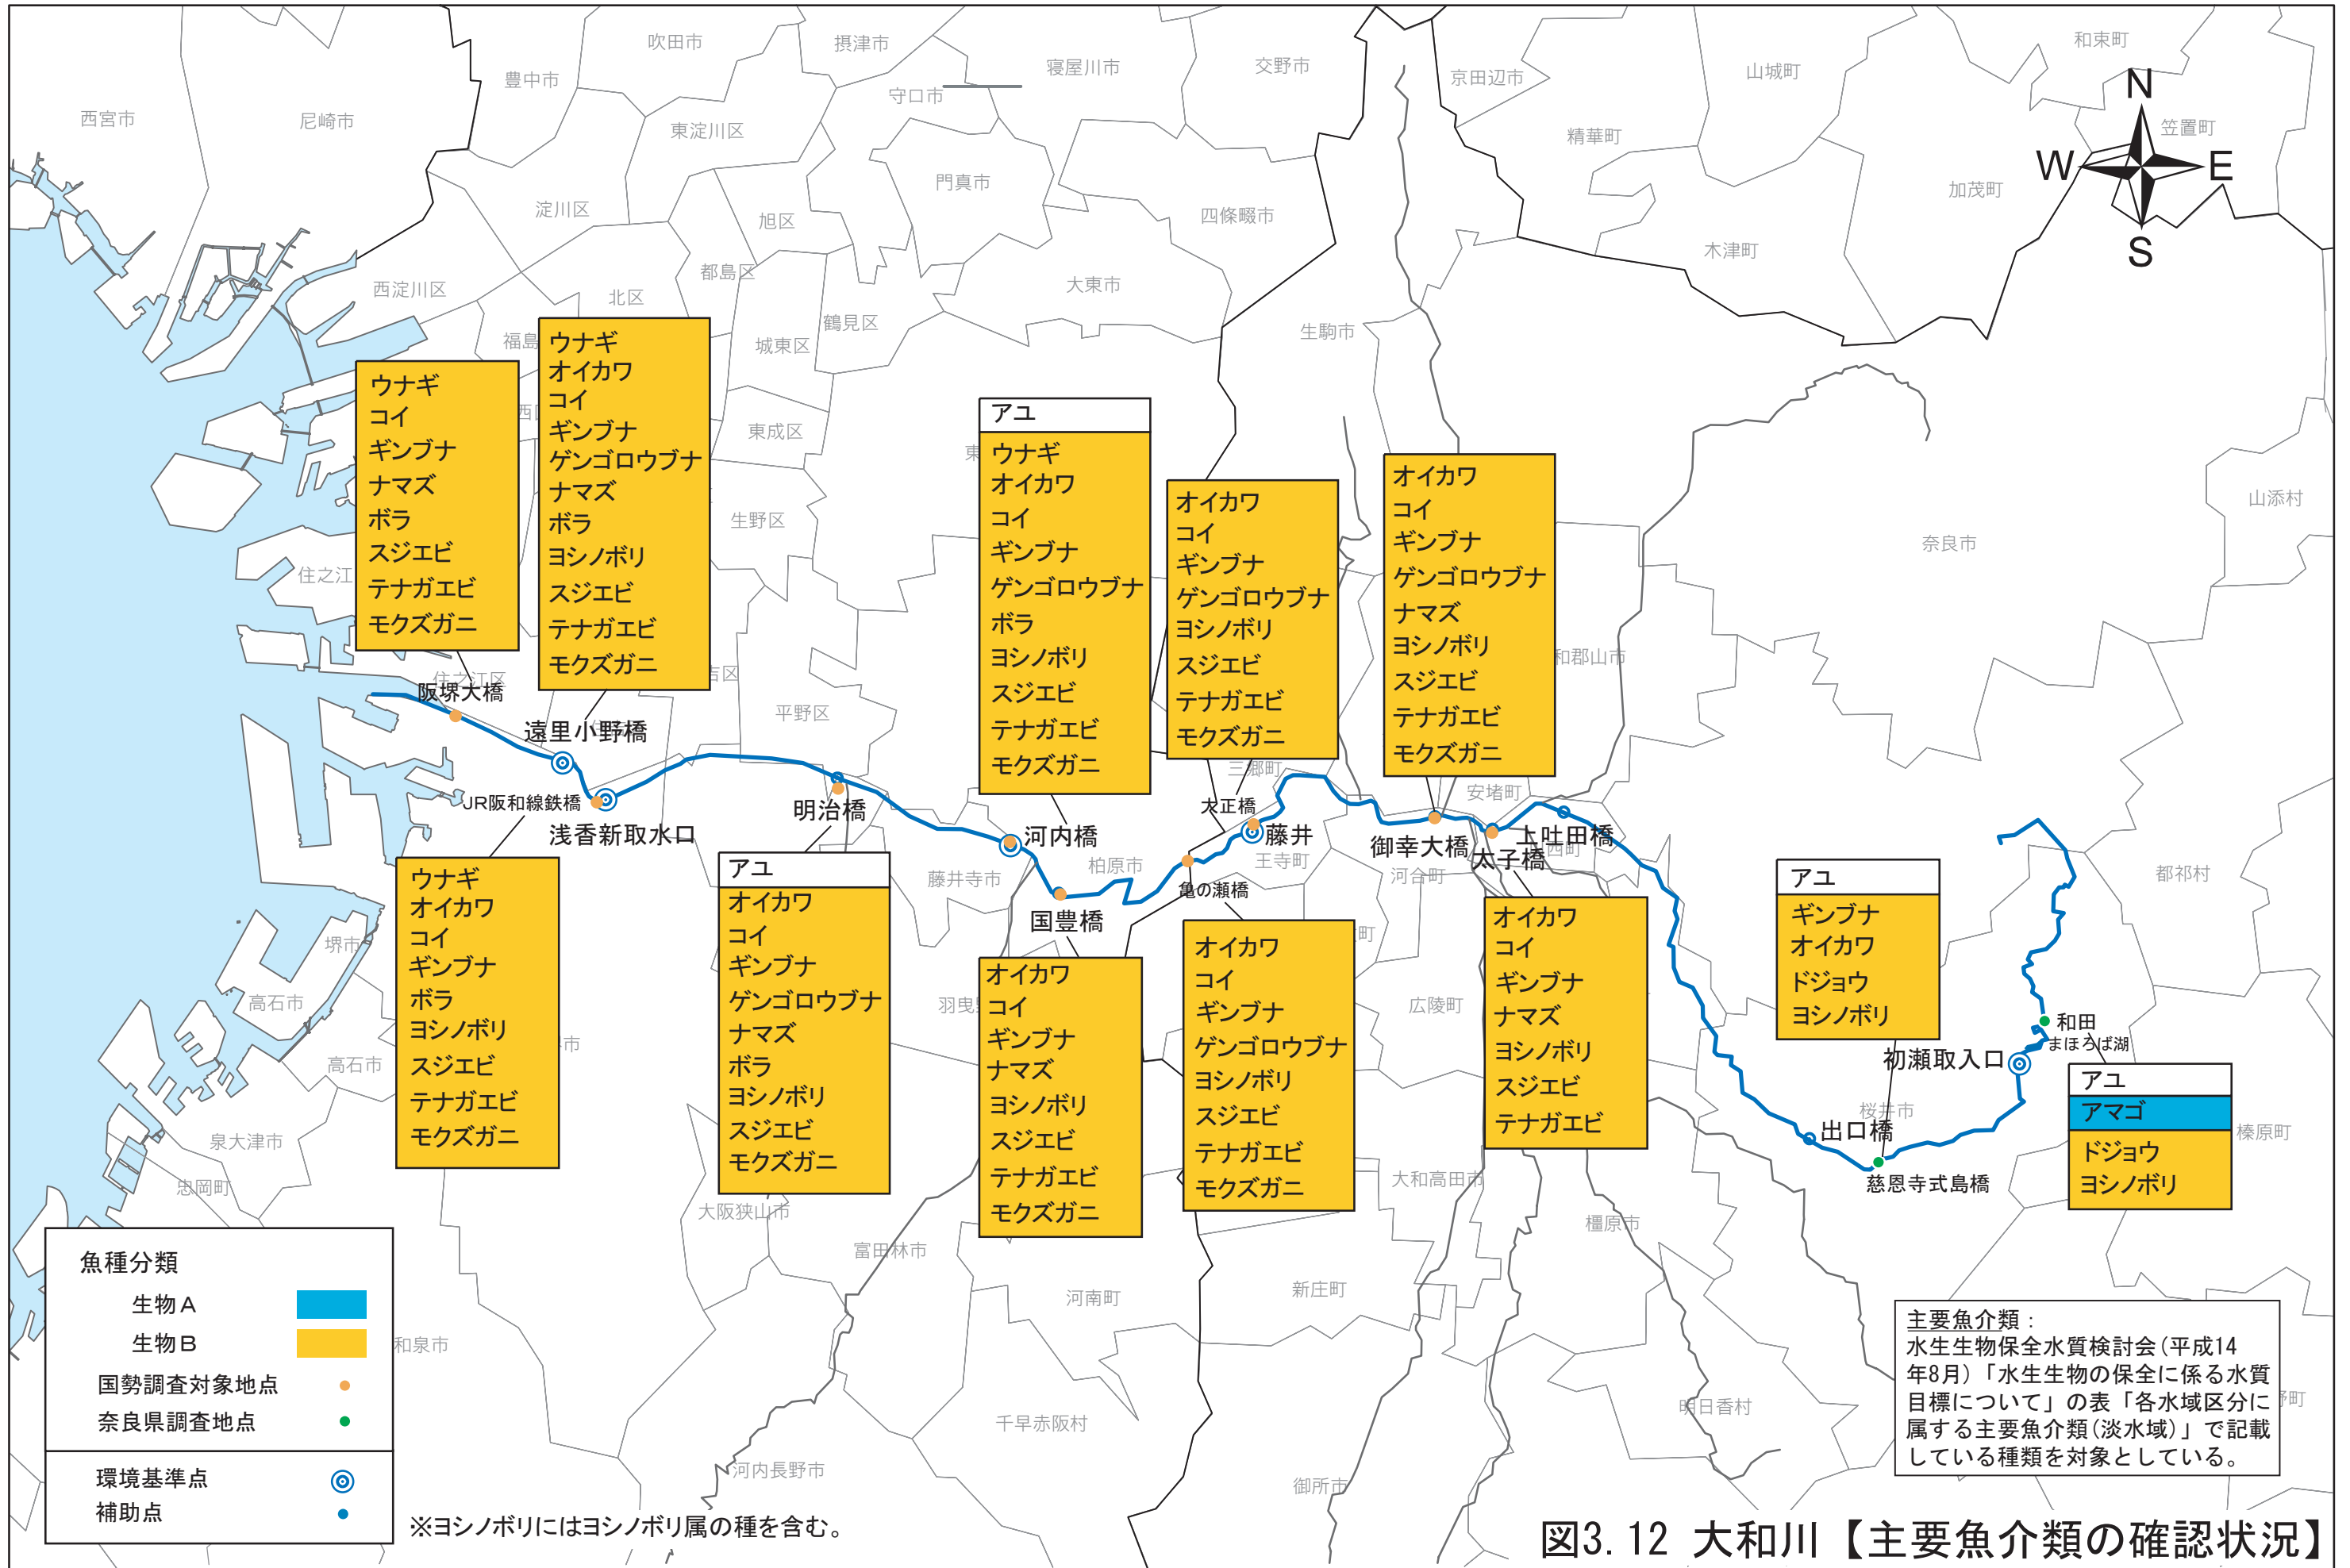 西宮市
尼崎市
豊中市
吹田市
摂津市
守口市
寝屋川市
交野市
京田辺市
山城町
和束町
笠置町
N
W
E
S
東淀川区
門真市
精華町
加茂町
木津町
淀川区
旭区
四條畷市
西淀川区
北区
都島区
大東市
鶴見区
城東区
生駒市
福島
東成区
生野区
住之江
住之江区
平野区
奈良市
山添村
和郡山市
三郷町
安堵町
王寺町
河合町
西町
柏原市
藤井寺市
都祁村
堺市
高石市
高石市
広陵町
桜井市
榛原町
泉大津市
忠岡町
大阪狭山市
富田林市
大和高田市
橿原市
和泉市
河南町
新庄町
千早赤阪村
明日香村
河内長野市
御所市
ウナギ
コイ
ギンブナ
ナマズ
ボラ
スジエビ
テナガエビ
モクズガニ
阪堺大橋
ウナギ
オイカワ
コイ
ギンブナ
ゲンゴロウブナ
ナマズ
ボラ
ヨシノボリ
スジエビ
テナガエビ
モクズガニ
遠里小野橋
JR阪和線鉄橋
浅香新取水口
ウナギ
オイカワ
コイ
ギンブナ
ボラ
ヨシノボリ
スジエビ
テナガエビ
モクズガニ
明治橋
アユ
オイカワ
コイ
ギンブナ
ゲンゴロウブナ
ナマズ
ボラ
ヨシノボリ
スジエビ
モクズガニ
アユ
ウナギ
オイカワ
コイ
ギンブナ
ゲンゴロウブナ
ボラ
ヨシノボリ
スジエビ
テナガエビ
モクズガニ
河内橋
国豊橋
オイカワ
コイ
ギンブナ
ナマズ
ヨシノボリ
スジエビ
テナガエビ
モクズガニ
オイカワ
コイ
ギンブナ
ゲンゴロウブナ
ヨシノボリ
スジエビ
テナガエビ
モクズガニ
大正橋
藤井
亀の瀬橋
オイカワ
コイ
ギンブナ
ゲンゴロウブナ
ヨシノボリ
スジエビ
テナガエビ
モクズガニ
オイカワ
コイ
ギンブナ
ゲンゴロウブナ
ナマズ
ヨシノボリ
スジエビ
テナガエビ
モクズガニ
御幸大橋
太子橋
上吐田橋
オイカワ
コイ
ギンブナ
ナマズ
ヨシノボリ
スジエビ
テナガエビ
アユ
ギンブナ
オイカワ
ドジョウ
ヨシノボリ
和田
まほろば湖
初瀬取入口
出口橋
慈恩寺式島橋
アユ
アマゴ
ドジョウ
ヨシノボリ
魚種分類
生物A
生物B
国勢調査対象地点
奈良県調査地点
環境基準点
補助点
※ヨシノボリにはヨシノボリ属の種を含む。
主要魚介類：
水生生物保全水質検討会(平成14
年8月)「水生生物の保全に係る水質
目標について」の表「各水域区分に
属する主要魚介類(淡水域)」で記載
している種類を対象としている。
図3.12 大和川【主要魚介類の確認状況】